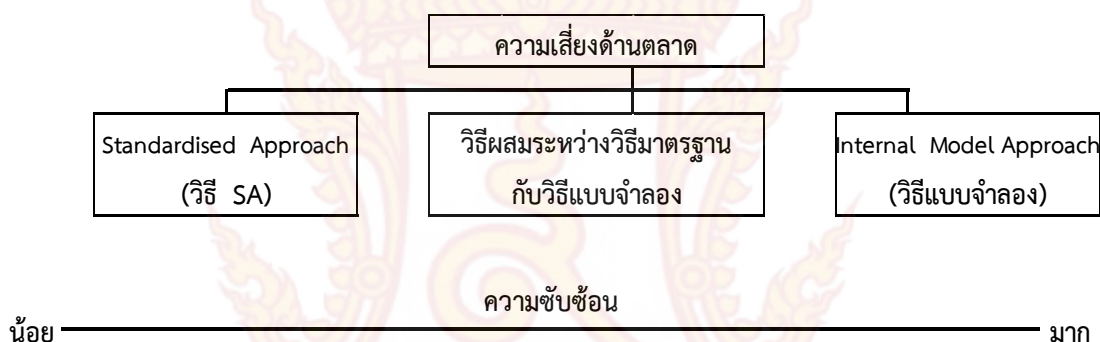 ความเสี่ยงด้านตลาด
Standardised Approach
(วิธี SA)
วิธีผสมระหว่างวิธีมาตรฐาน
กับวิธีแบบจำลอง
Internal Model Approach
(วิธีแบบจำลอง)
ความซับซ้อน
น้อย
มาก